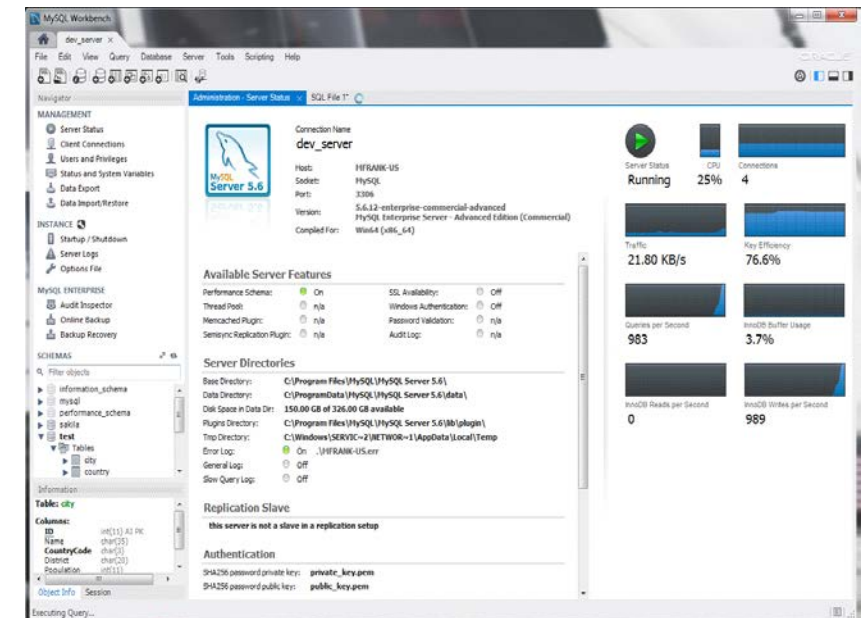 MySQL Workbench
dev_server
File Edit View Query Database Server Tools Scripting Help
ORACLE
Navigator
Administration - Server Status
SQL File 1*
MANAGEMENT
Server Status
Client Connections
Users and Privileges
Status and System Variables
Data Export
Data Import/Restore
INSTANCE
Startup / Shutdown
Server Logs
Options File
MySQL ENTERPRISE
Audit Inspector
Online Backup
Backup Recovery
SCHEMAS
Filter objects
information_schema
mysql
performance_schema
sakila
test
Tables
city
country
Information
Table: city
Columns:
ID int(11) AI PK
Name char(35)
CountryCode char(3)
District char(20)
Population int(11)
Object Info Session
Executing Query...
MySQL
Server 5.6
Connection Name
dev_server
Host: MFRANK-US
Socket: MySQL
Port: 3306
Version: 5.6.12-enterprise-commercial-advanced
MySQL Enterprise Server - Advanced Edition (Commercial)
Compiled For: Win64 (x86_64)
Available Server Features
Performance Schema: On SSL Availability: Off
Thread Pool: n/a Windows Authentication: Off
Memcached Plugin: n/a Password Validation: n/a
Semisync Replication Plugin: n/a Audit Log: n/a
Server Directories
Base Directory: C:\Program Files\MySQL\MySQL Server 5.6\
Data Directory: C:\ProgramData\MySQL\MySQL Server 5.6\data\
Disk Space in Data Dir: 150.00 GB of 326.00 GB available
Plugins Directory: C:\Program Files\MySQL\MySQL Server 5.6\lib\plugin\
Tmp Directory: C:\Windows\SERVIC~2\NETWOR~1\AppData\Local\Temp
Error Log: On .\MFRANK-US.err
General Log: Off
Slow Query Log: Off
Replication Slave
this server is not a slave in a replication setup
Authentication
SHA256 password private key: private_key.pem
SHA256 password public key: public_key.pem
Server Status CPU Connections
Running 25% 4
Traffic Key Efficiency
21.80 KB/s 76.6%
Queries per Second InnoDB Buffer Usage
983 3.7%
InnoDB Reads per Second InnoDB Writes per Second
0 989